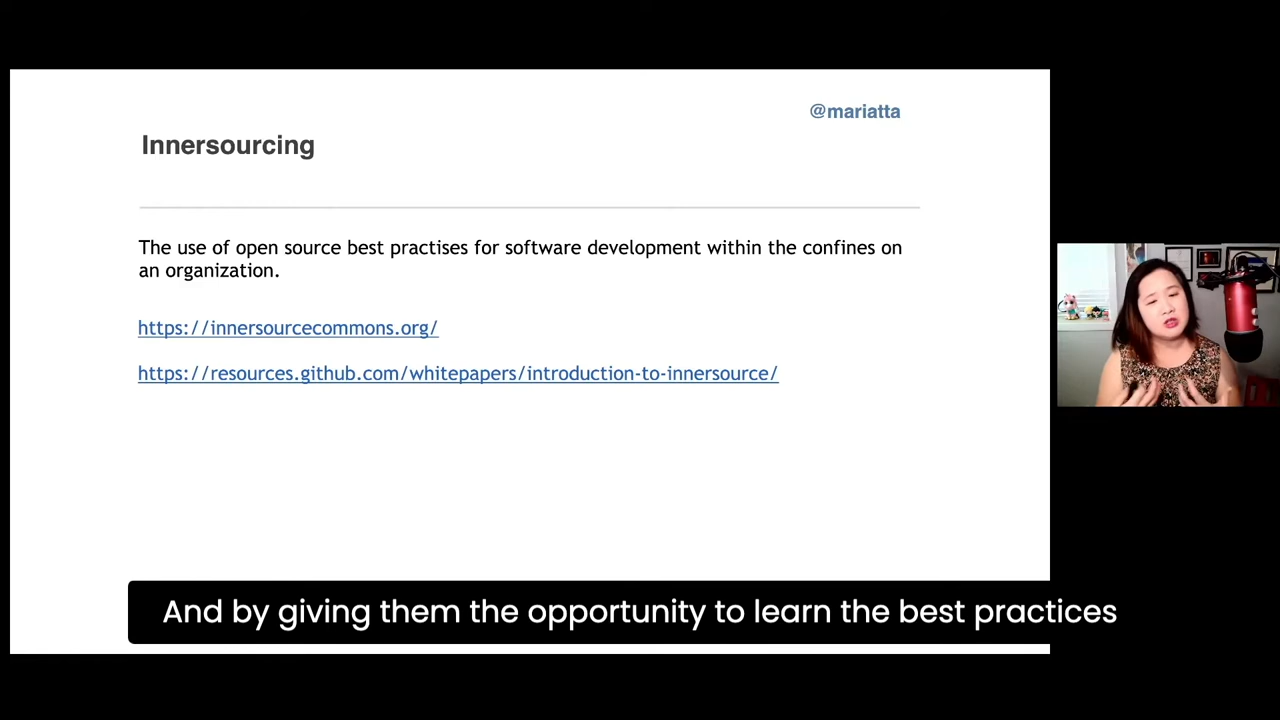 @mariatta
Innersourcing
The use of open source best practises for software development within the confines on
an organization.
https://innersourcecommons.org/
https://resources.github.com/whitepapers/introduction-to-innersource/
And by giving them the opportunity to learn the best practices